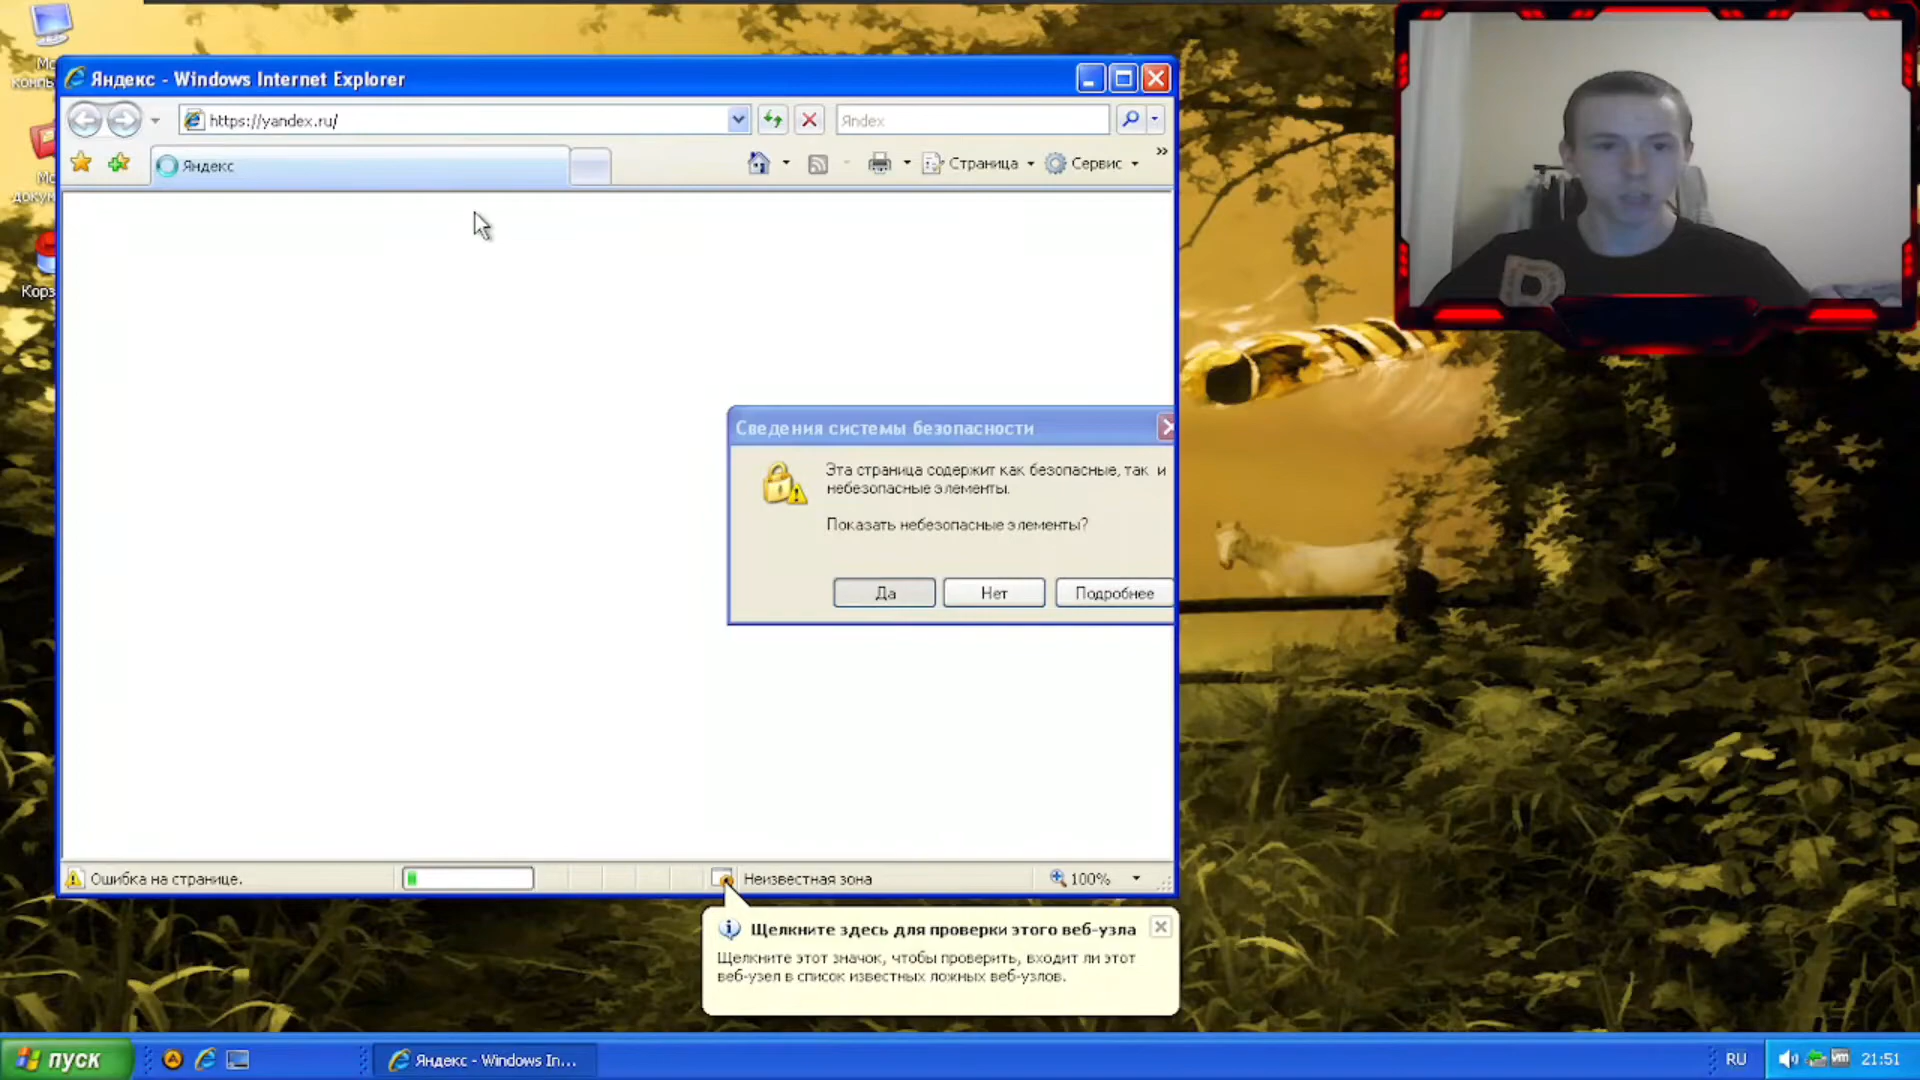 Яндекс - Windows Internet Explorer
https://yandex.ru/
Яndex
Яндекс
Страница
Сервис
»
Сведения системы безопасности
Эта страница содержит как безопасные, так и
небезопасные элементы.
Показать небезопасные элементы?
Да
Нет
Подробнее
Ошибка на странице.
Неизвестная зона
100%
Щелкните здесь для проверки этого веб-узла
Щелкните этот значок, чтобы проверить, входит ли этот
веб-узел в список известных ложных веб-узлов.
пуск
Яндекс - Windows In...
RU
vm
21:51